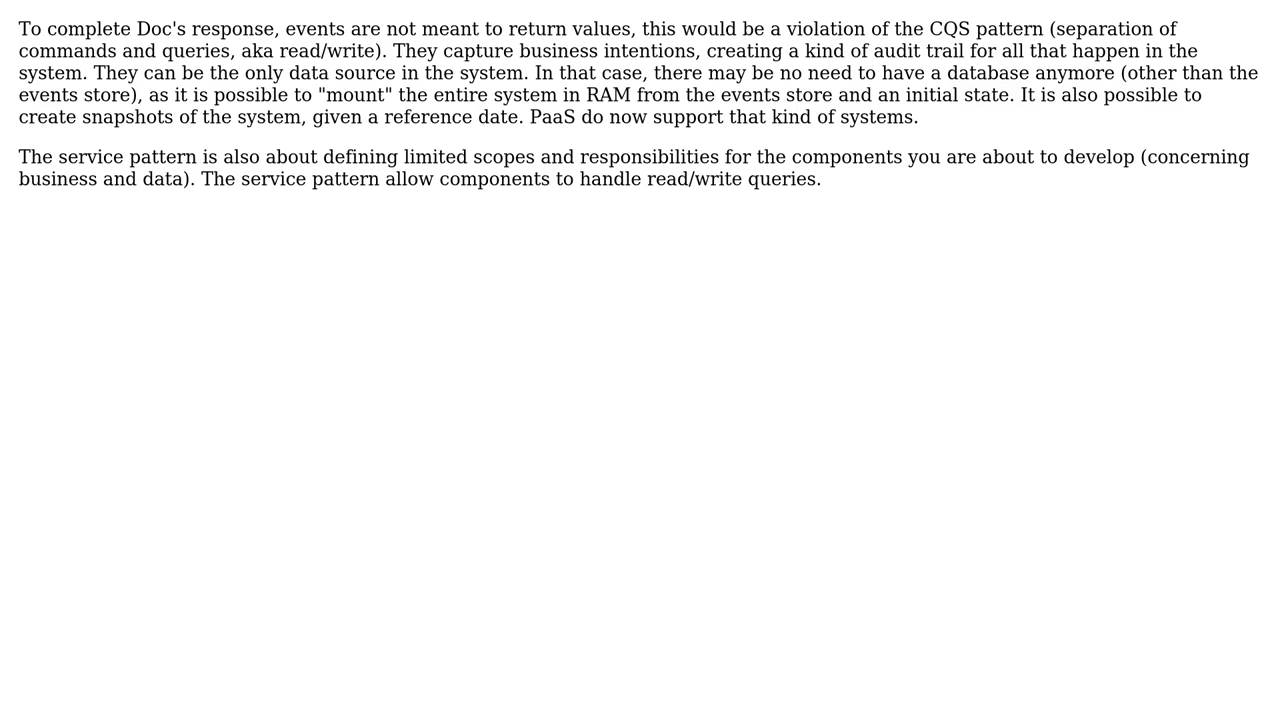 To complete Doc's response, events are not meant to return values, this would be a violation of the CQS pattern (separation of
commands and queries, aka read/write). They capture business intentions, creating a kind of audit trail for all that happen in the
system. They can be the only data source in the system. In that case, there may be no need to have a database anymore (other than the
events store), as it is possible to "mount" the entire system in RAM from the events store and an initial state. It is also possible to
create snapshots of the system, given a reference date. PaaS do now support that kind of systems.
The service pattern is also about defining limited scopes and responsibilities for the components you are about to develop (concerning
business and data). The service pattern allow components to handle read/write queries.